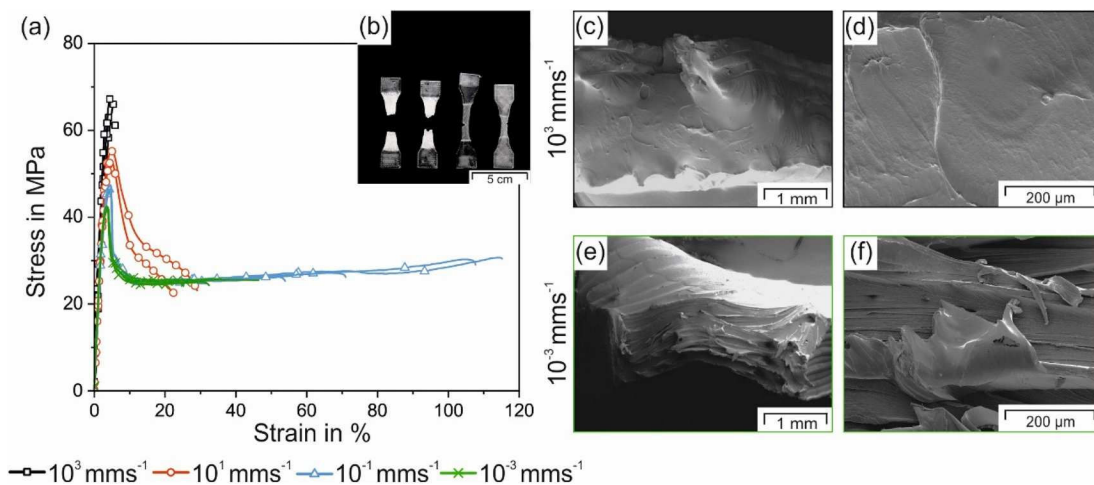 (a)
Stress in MPa
80
60
40
20
0
0 20 40 60 80 100 120
Strain in %
(b)
5 cm
10³ mms⁻¹
(c)
1 mm
(d)
200 µm
10⁻³ mms⁻¹
(e)
1 mm
(f)
200 µm
10³ mms⁻¹ 10¹ mms⁻¹ 10⁻¹ mms⁻¹ 10⁻³ mms⁻¹